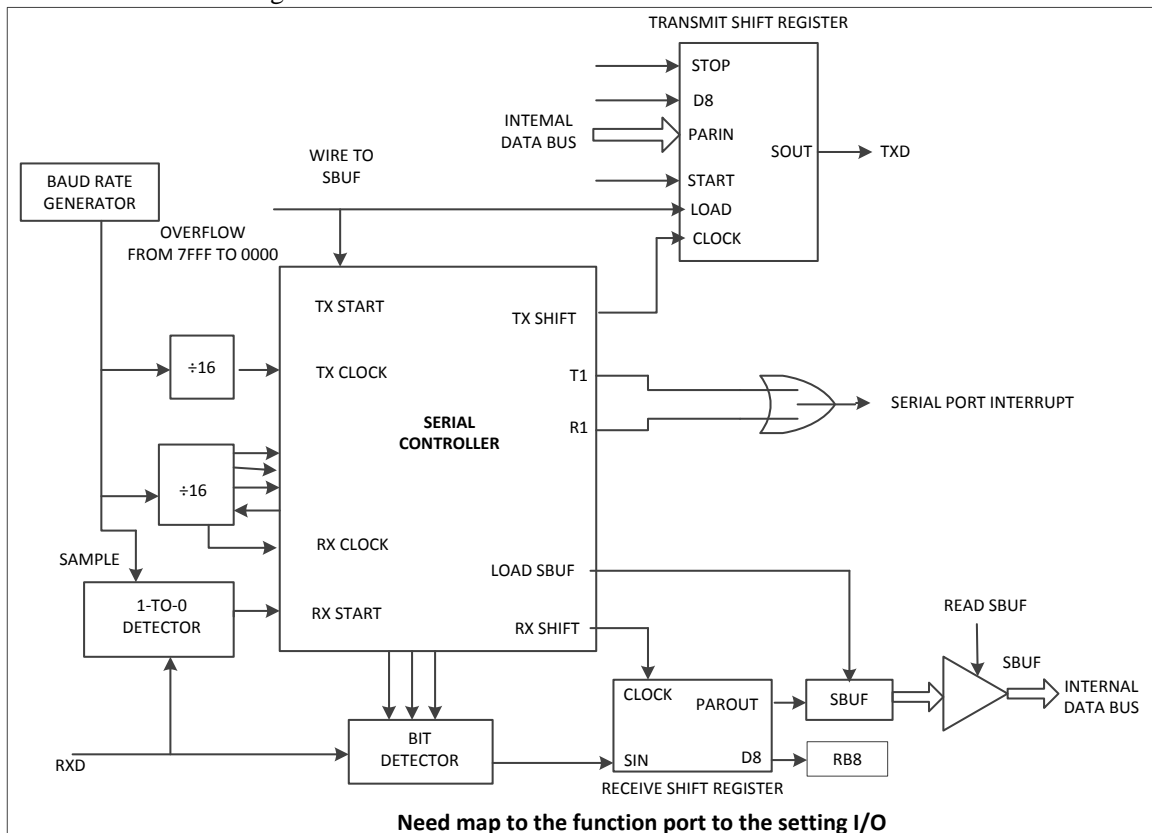 TRANSMIT SHIFT REGISTER
STOP
D8
INTEMAL
DATA BUS
PARIN
SOUT
TXD
START
LOAD
CLOCK
WIRE TO
SBUF
BAUD RATE
GENERATOR
OVERFLOW
FROM 7FFF TO 0000
TX START
TX SHIFT
÷16
TX CLOCK
T1
SERIAL
CONTROLLER
SERIAL PORT INTERRUPT
R1
÷16
RX CLOCK
SAMPLE
LOAD SBUF
1-TO-0
DETECTOR
RX START
RX SHIFT
READ SBUF
CLOCK
PAROUT
SBUF
SBUF
INTERNAL
DATA BUS
BIT
DETECTOR
RXD
SIN
D8
RB8
RECEIVE SHIFT REGISTER
Need map to the function port to the setting I/O